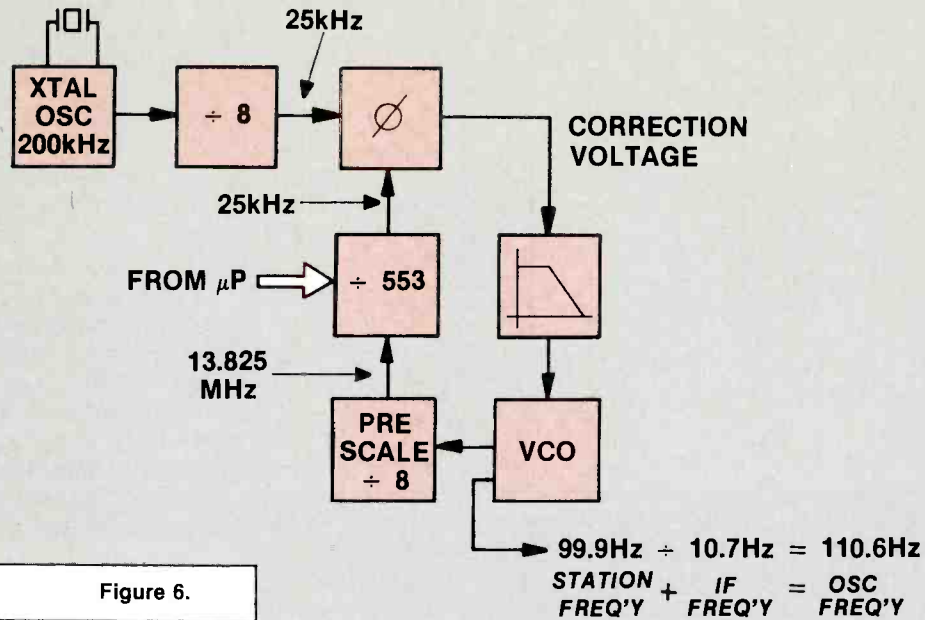 25kHz
XTAL
OSC
200kHz
÷ 8
∅
CORRECTION
VOLTAGE
25kHz
FROM μP
÷ 553
13.825
MHz
PRE
SCALE
÷ 8
VCO
99.9Hz ÷ 10.7Hz = 110.6Hz
STATION + IF = OSC
FREQ'Y FREQ'Y FREQ'Y
Figure 6.